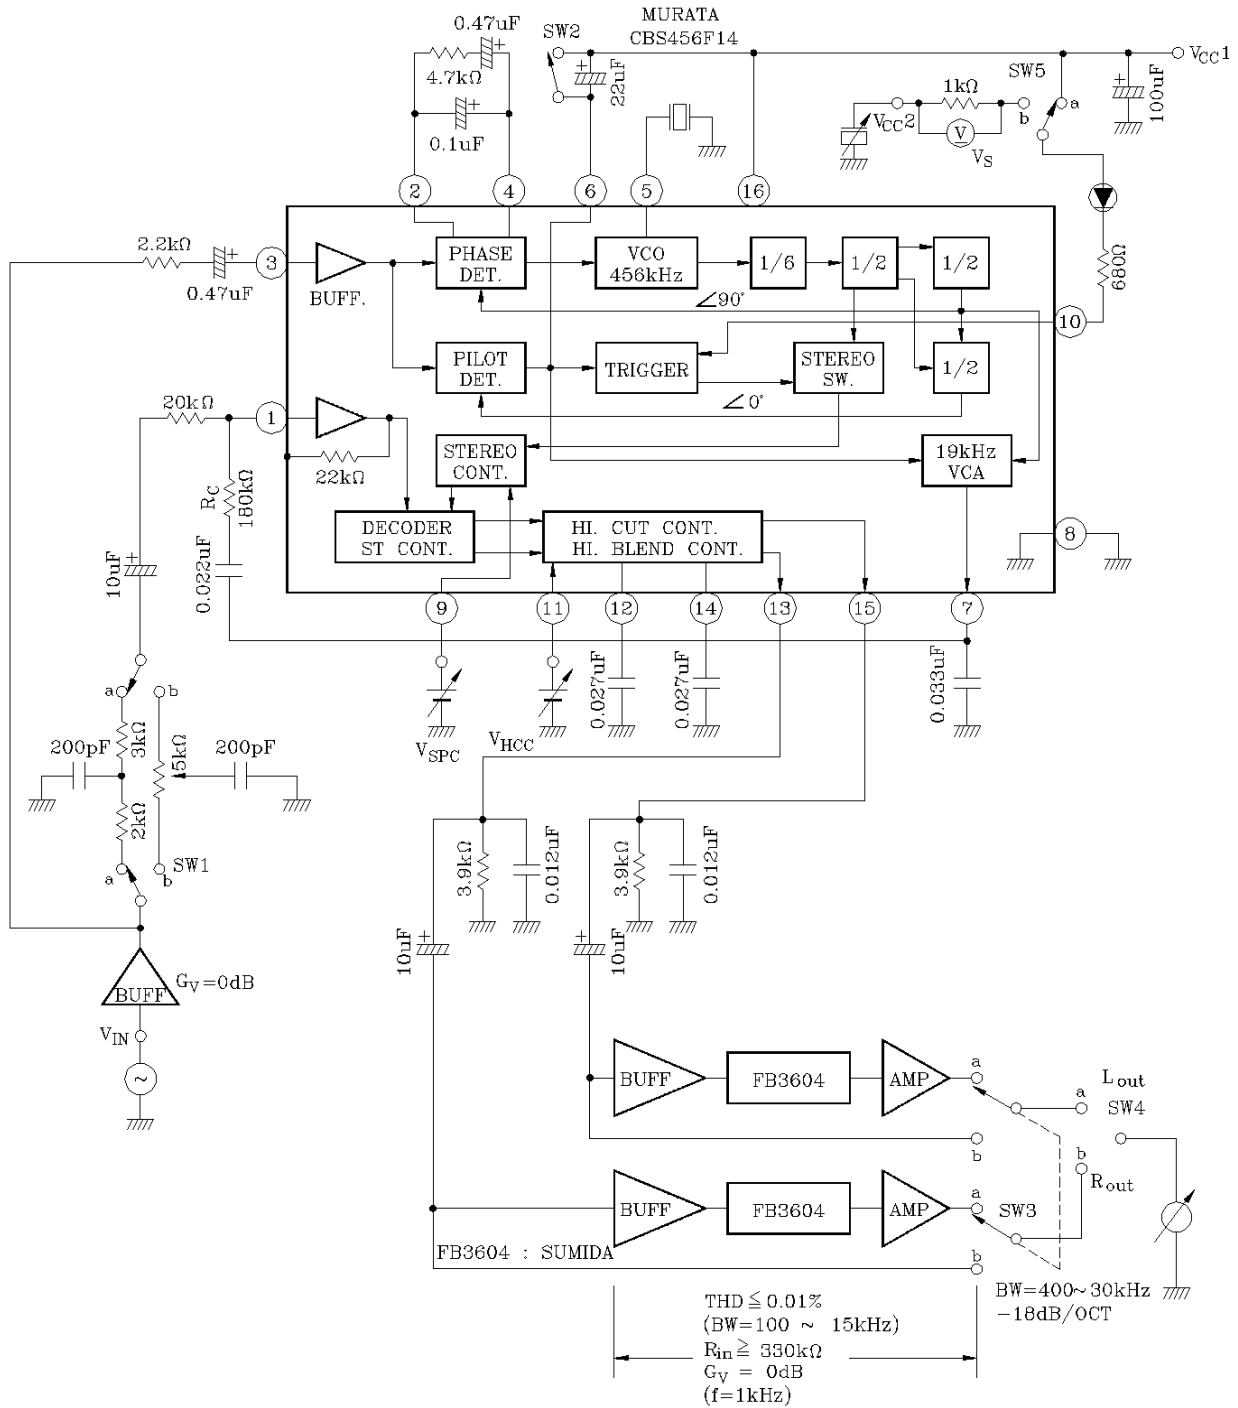 0.47uF
MURATA
SW2
CBS456F14
+
+
4.7kΩ
22uF
+
0.1uF
SW5
1kΩ
a
b
VCC1
+
100uF
VCC2
V
VS
2
4
6
5
16
2.2kΩ
+
0.47uF
3
BUFF.
PHASE
DET.
VCO
456kHz
1/6
1/2
1/2
∠90°
680Ω
10
PILOT
DET.
TRIGGER
STEREO
SW.
1/2
∠0°
20kΩ
1
22kΩ
STEREO
CONT.
19kHz
VCA
RC
180kΩ
DECODER
ST CONT.
HI. CUT CONT.
HI. BLEND CONT.
8
10uF
+
0.022uF
9
11
12
14
13
15
7
0.027uF
0.027uF
0.033uF
a
b
VSPC
VHCC
200pF
3kΩ
5kΩ
200pF
2kΩ
a
b
SW1
3.9kΩ
0.012uF
3.9kΩ
0.012uF
10uF
+
10uF
+
BUFF
GV=0dB
VIN
~
BUFF
FB3604
AMP
a
Lout
a
SW4
b
b
Rout
BUFF
FB3604
AMP
a
SW3
FB3604 : SUMIDA
b
BW=400~30kHz
-18dB/OCT
THD≦0.01%
(BW=100 ~ 15kHz)
Rin≧330kΩ
GV = 0dB
(f=1kHz)